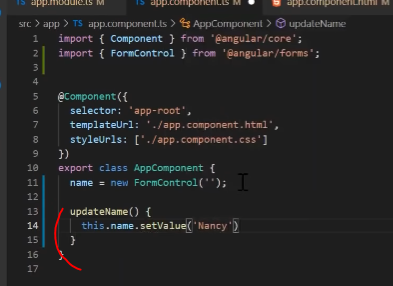 app.module.ts TS app.component.ts app.component.html
src > app > TS app.component.ts > AppComponent > updateName
1 import { Component } from '@angular/core';
2 import { FormControl } from '@angular/forms';
3
4
5 @Component({
6 selector: 'app-root',
7 templateUrl: './app.component.html',
8 styleUrls: ['./app.component.css']
9 })
10 export class AppComponent {
11 name = new FormControl('');
12
13 updateName() {
14 this.name.setValue('Nancy')
15 }
16 }
17